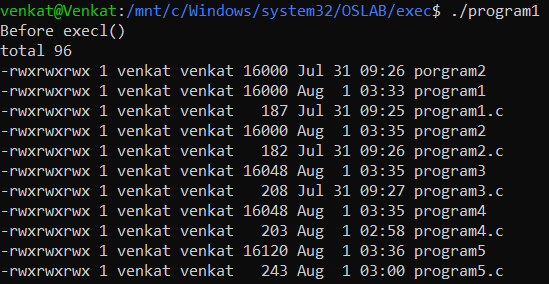 venkat@Venkat:/mnt/c/Windows/system32/OSLAB/exec$ ./program1
Before execl()
total 96
-rwxrwxrwx 1 venkat venkat 16000 Jul 31 09:26 porgram2
-rwxrwxrwx 1 venkat venkat 16000 Aug  1 03:33 program1
-rwxrwxrwx 1 venkat venkat   187 Jul 31 09:25 program1.c
-rwxrwxrwx 1 venkat venkat 16000 Aug  1 03:35 program2
-rwxrwxrwx 1 venkat venkat   182 Jul 31 09:26 program2.c
-rwxrwxrwx 1 venkat venkat 16048 Aug  1 03:35 program3
-rwxrwxrwx 1 venkat venkat   208 Jul 31 09:27 program3.c
-rwxrwxrwx 1 venkat venkat 16048 Aug  1 03:35 program4
-rwxrwxrwx 1 venkat venkat   203 Aug  1 02:58 program4.c
-rwxrwxrwx 1 venkat venkat 16120 Aug  1 03:36 program5
-rwxrwxrwx 1 venkat venkat   243 Aug  1 03:00 program5.c